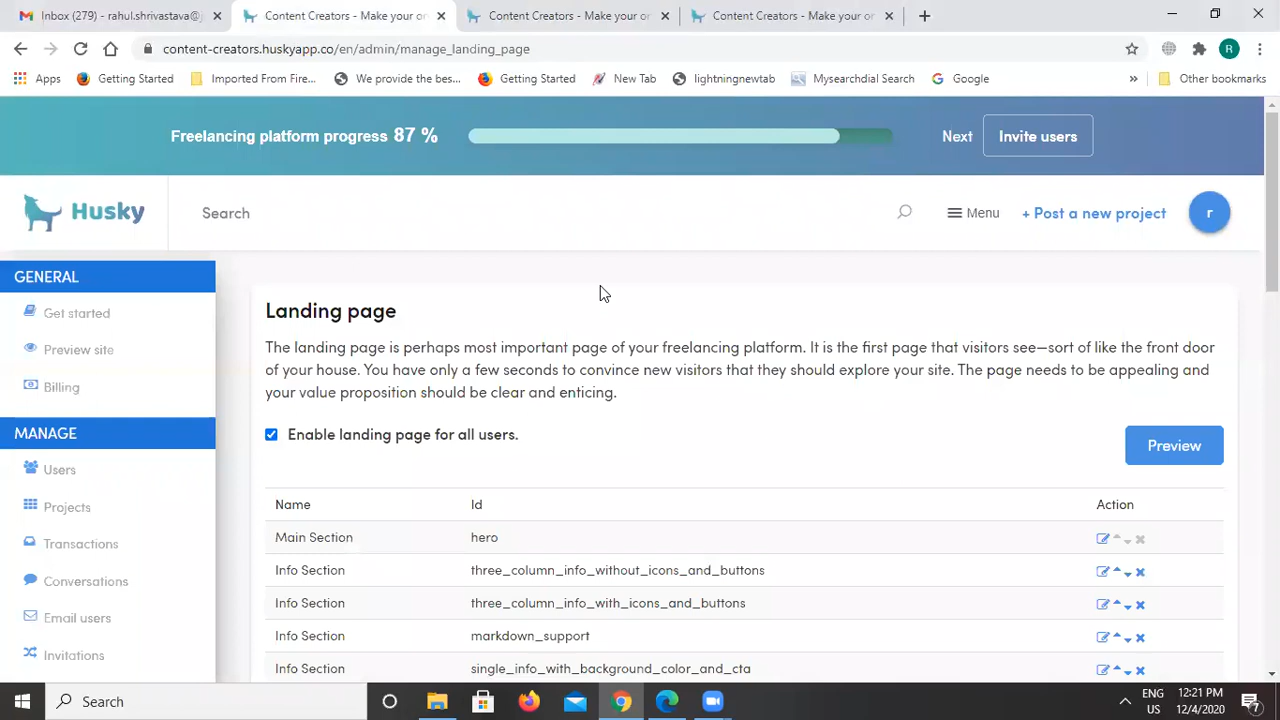 Inbox (279) - rahul.shrivastava@
Content Creators - Make your or
Content Creators - Make your or
Content Creators - Make your or
content-creators.huskyapp.co/en/admin/manage_landing_page
R
Apps
Getting Started
Imported From Fire...
We provide the bes...
Getting Started
New Tab
lightningnewtab
Mysearchdial Search
Google
»
Other bookmarks
Freelancing platform progress 87 %
Next
Invite users
Husky
Search
Menu
+ Post a new project
r
GENERAL
Get started
Preview site
Billing
MANAGE
Users
Projects
Transactions
Conversations
Email users
Invitations
Landing page
The landing page is perhaps most important page of your freelancing platform. It is the first page that visitors see—sort of like the front door
of your house. You have only a few seconds to convince new visitors that they should explore your site. The page needs to be appealing and
your value proposition should be clear and enticing.
Enable landing page for all users.
Preview
Name Id Action
Main Section hero
Info Section three_column_info_without_icons_and_buttons
Info Section three_column_info_with_icons_and_buttons
Info Section markdown_support
Info Section single_info_with_background_color_and_cta
Search
ENG
US
12:21 PM
12/4/2020
7